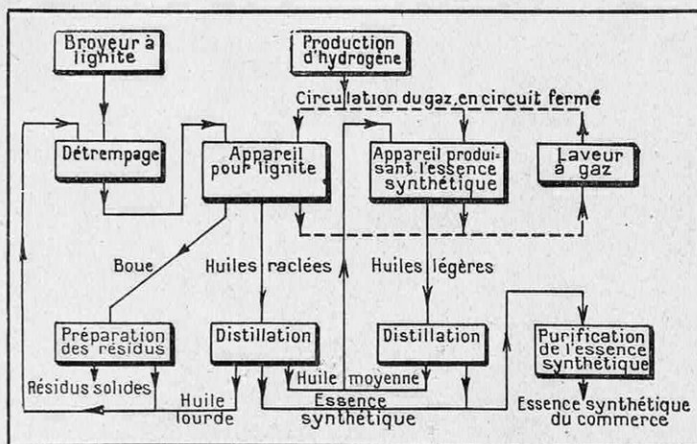 Broyeur à
lignite
Production
d'hydrogène
Circulation du gaz, en circuit fermé
Détrempage
Appareil
pour lignite
Appareil produi-
sant l'essence
synthétique
Laveur
à gaz
Boue
Huiles raclées
Huiles légères
Préparation
des résidus
Distillation
Distillation
Purification
de l'essence
synthétique
Résidus solides
Huile
lourde
Huile moyenne
Essence
synthétique
Essence synthétique
du commerce